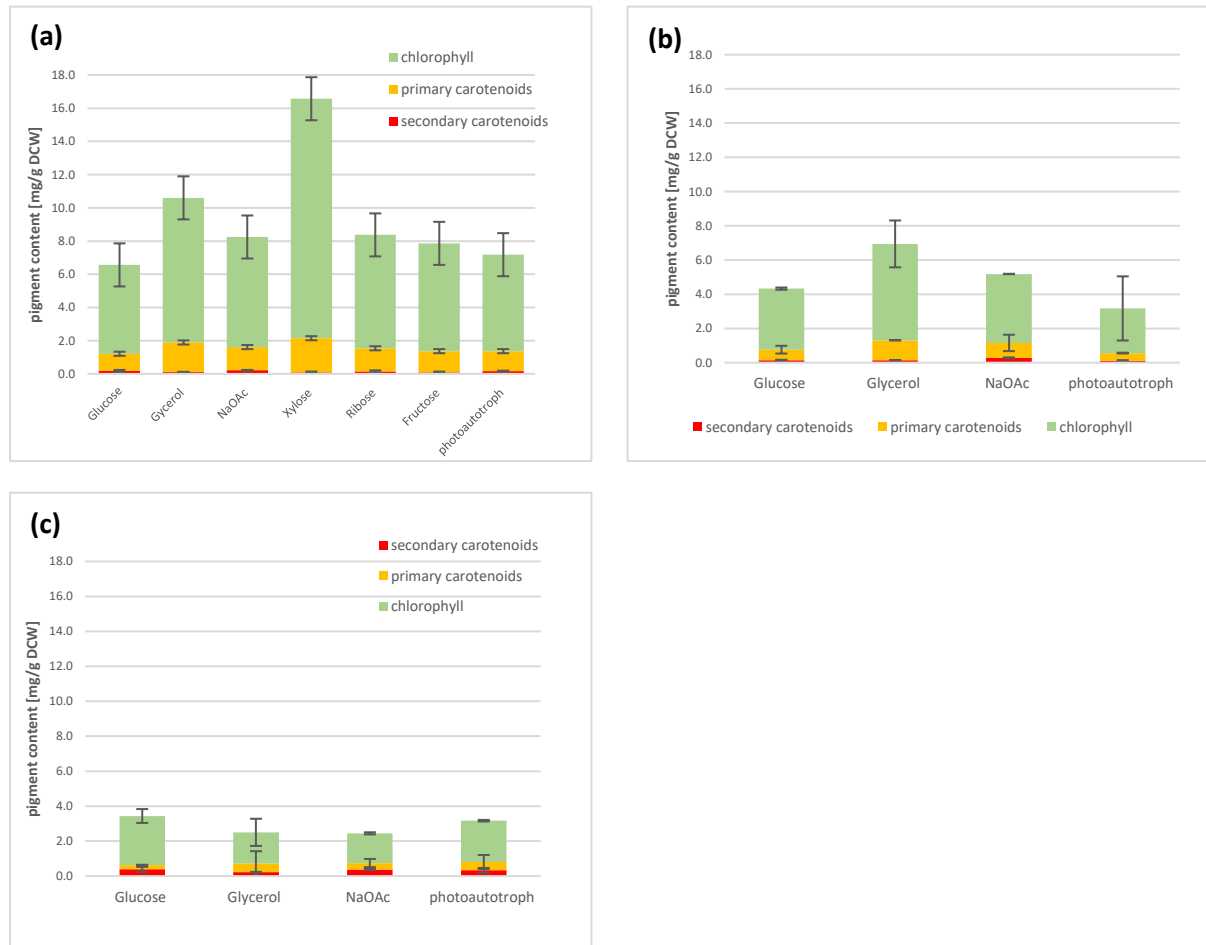 (a)
chlorophyll
primary carotenoids
secondary carotenoids
pigment content [mg/g DCW]
18.0
16.0
14.0
12.0
10.0
8.0
6.0
4.0
2.0
0.0
Glucose
Gycerol
NaOAc
Xylose
Ribose
Fructose
photoautotroph
(b)
pigment content [mg/g DCW]
18.0
16.0
14.0
12.0
10.0
8.0
6.0
4.0
2.0
0.0
Glucose Glycerol NaOAc photoautotroph
secondary carotenoids primary carotenoids chlorophyll
(c)
secondary carotenoids
primary carotenoids
chlorophyll
pigment content [mg/g DCW]
18.0
16.0
14.0
12.0
10.0
8.0
6.0
4.0
2.0
0.0
Glucose Glycerol NaOAc photoautotroph